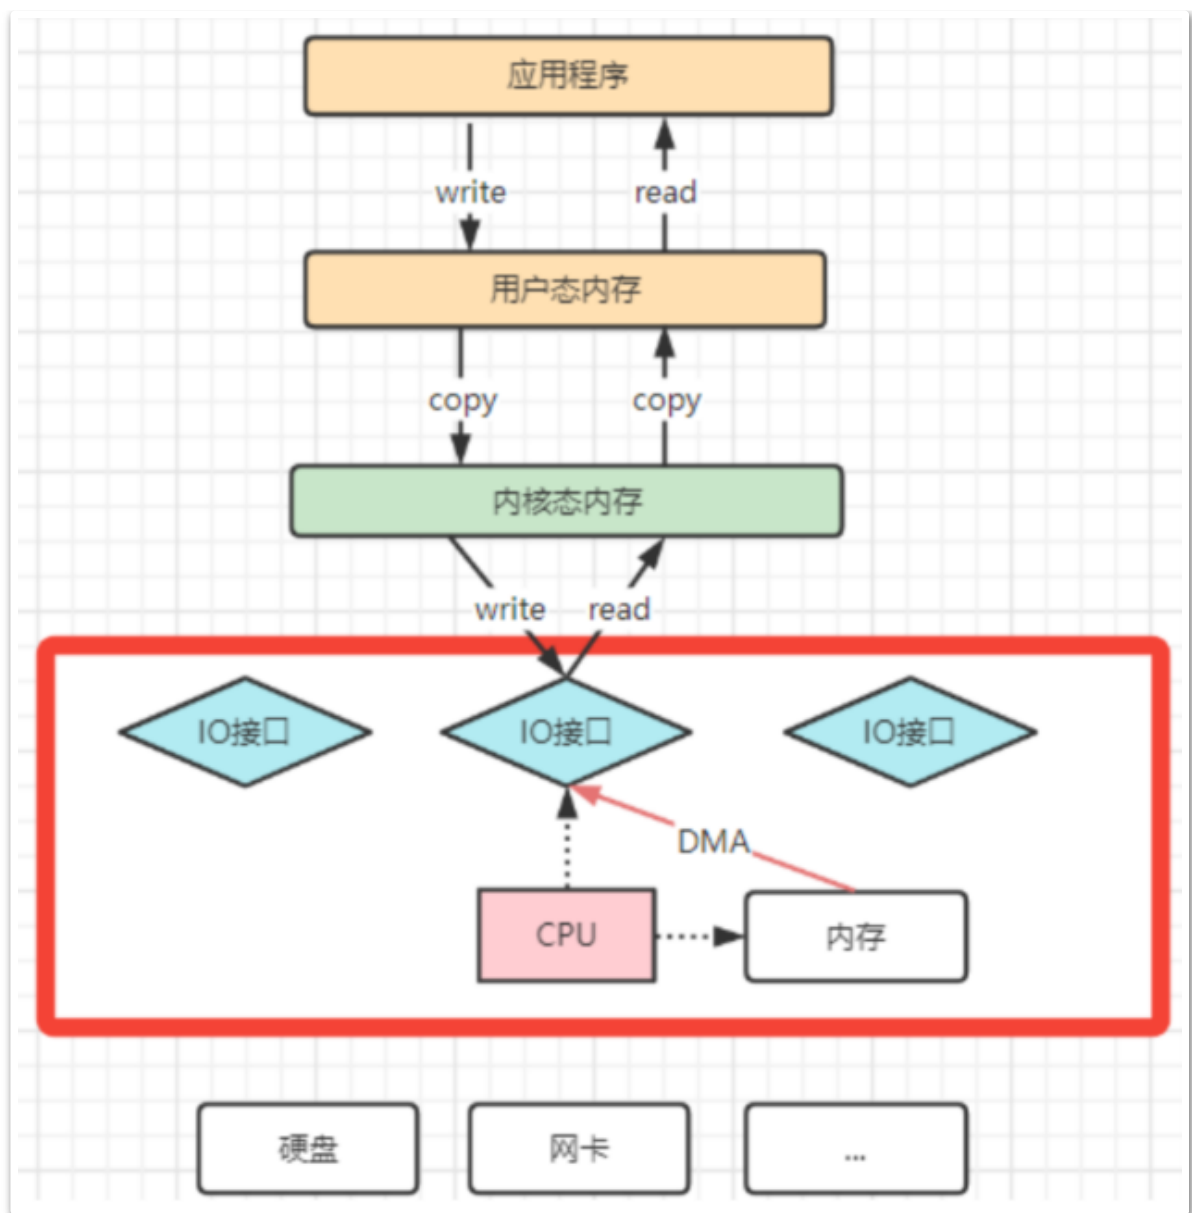 应用程序
write read
用户态内存
copy copy
内核态内存
write read
IO接口 IO接口 IO接口
DMA
CPU 内存
硬盘 网卡 ...